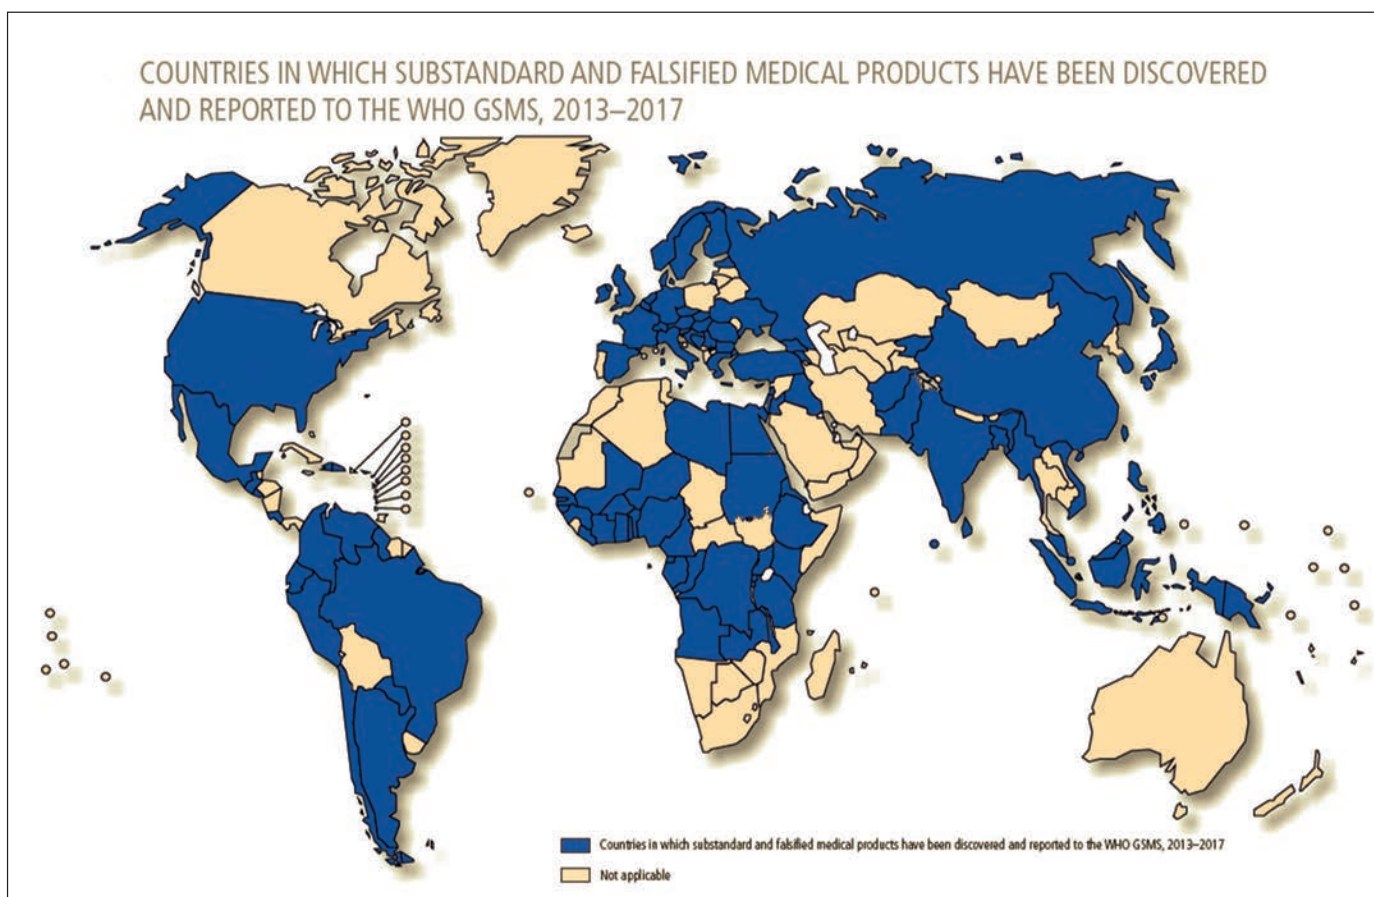 COUNTRIES IN WHICH SUBSTANDARD AND FALSIFIED MEDICAL PRODUCTS HAVE BEEN DISCOVERED
AND REPORTED TO THE WHO GSMS, 2013–2017
Countries in which substandard and falsified medical products have been discovered and reported to the WHO GSMS, 2013–2017
Not applicable